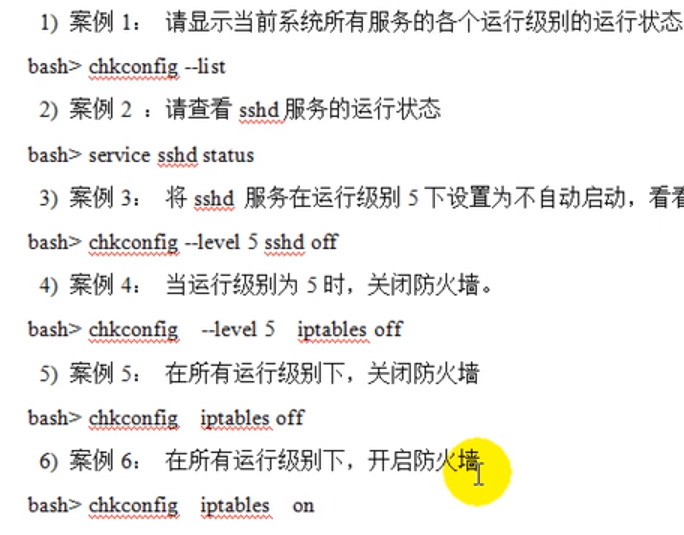 1) 案例 1： 请显示当前系统所有服务的各个运行级别的运行状态
bash> chkconfig --list
2) 案例 2 ：请查看 sshd 服务的运行状态
bash> service sshd status
3) 案例 3： 将 sshd 服务在运行级别 5 下设置为不自动启动，看看
bash> chkconfig --level 5 sshd off
4) 案例 4： 当运行级别为 5 时，关闭防火墙。
bash> chkconfig --level 5 iptables off
5) 案例 5： 在所有运行级别下，关闭防火墙
bash> chkconfig iptables off
6) 案例 6： 在所有运行级别下，开启防火墙
bash> chkconfig iptables on